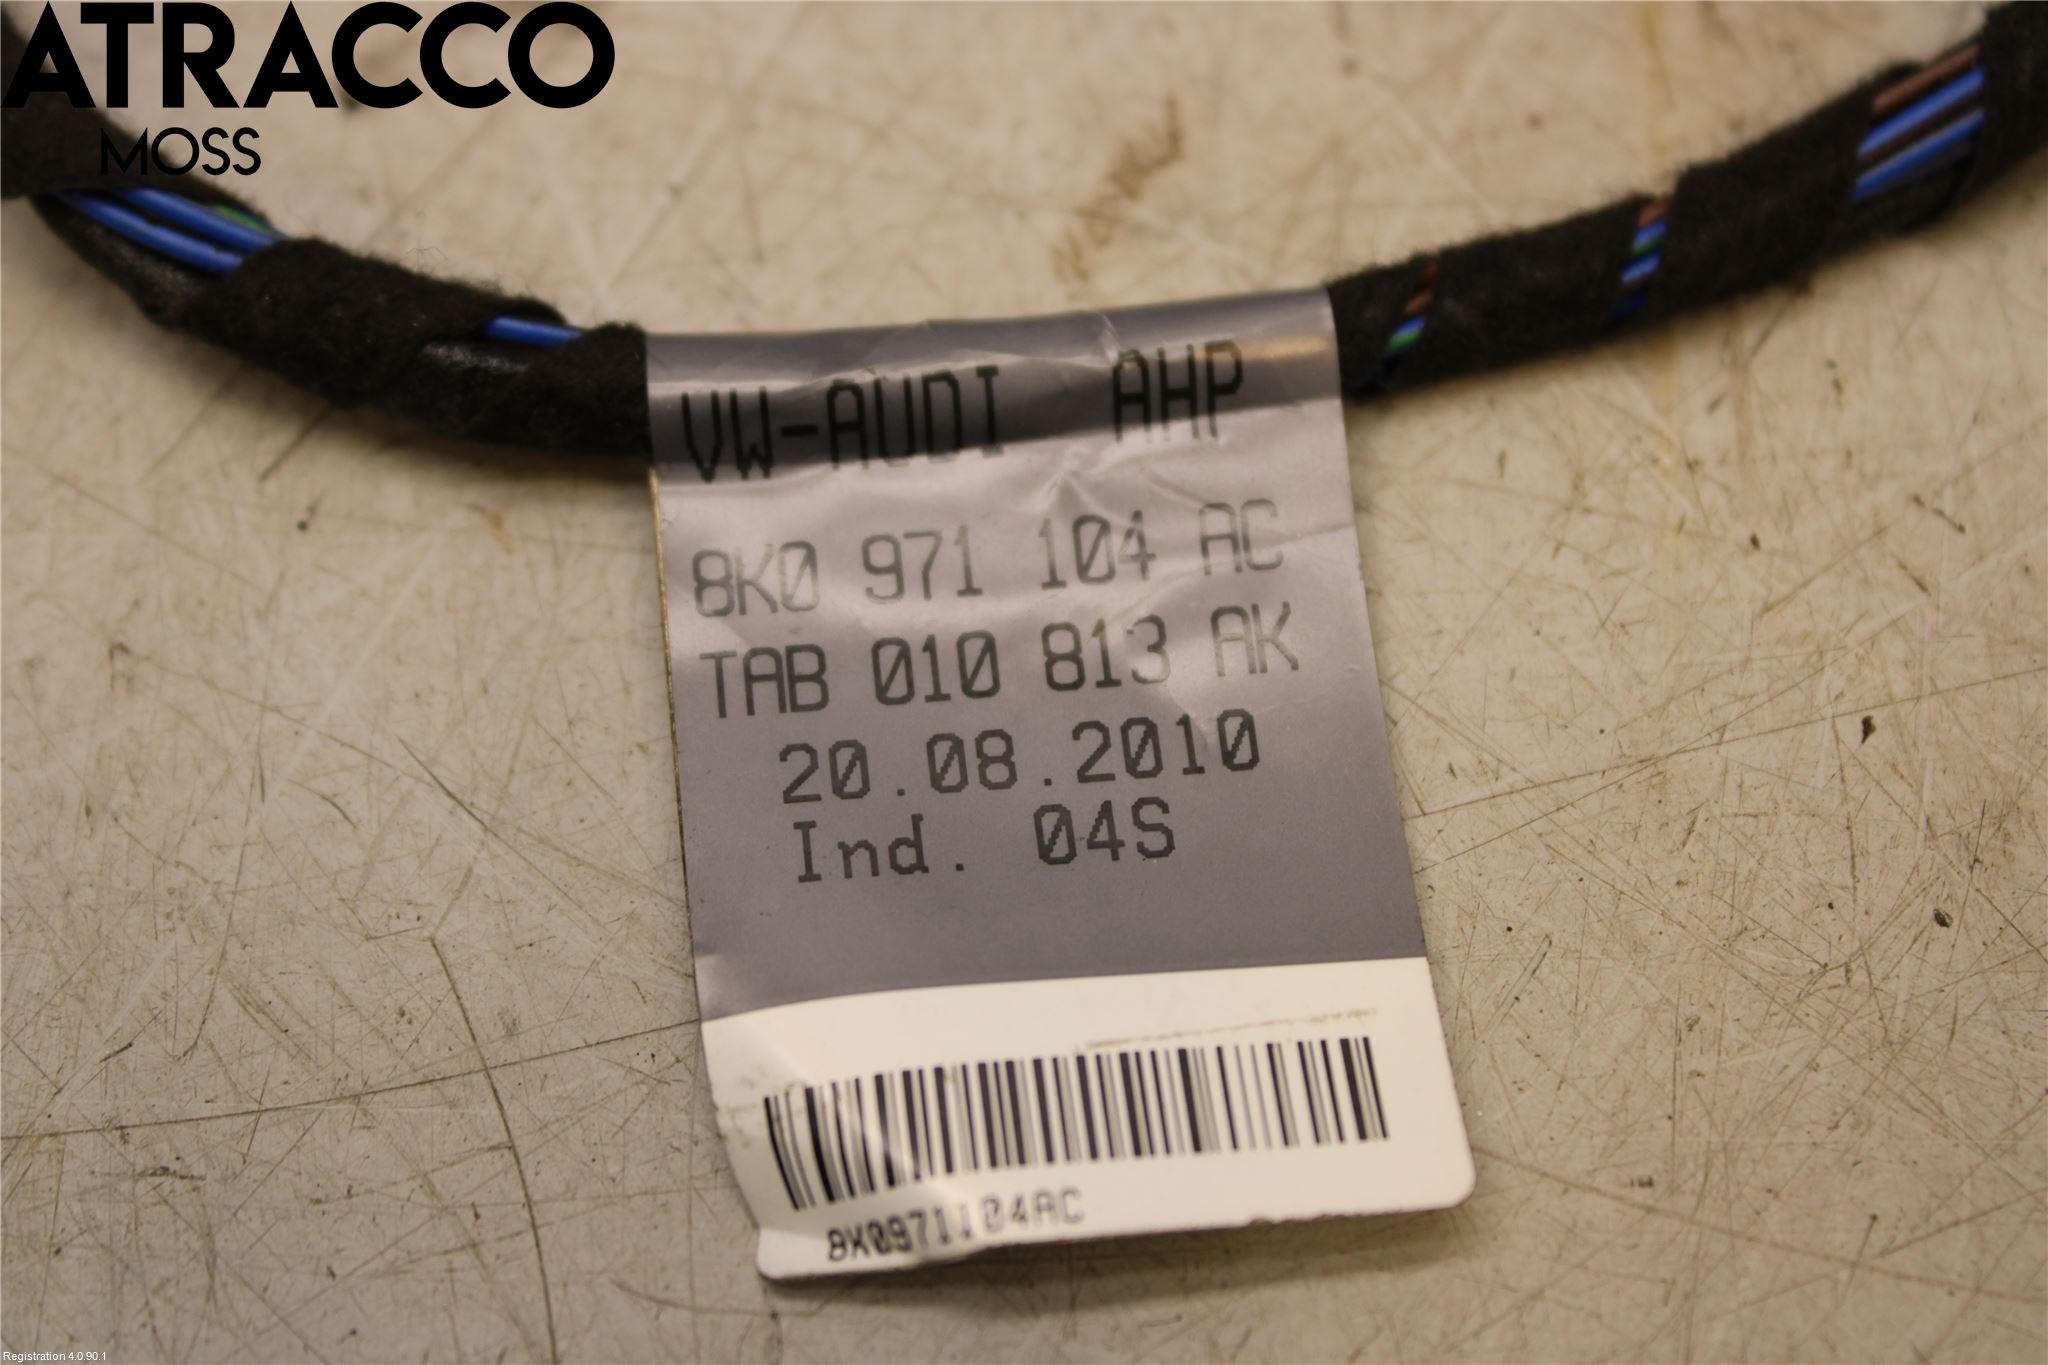 ATRACCO
MOSS
VW-AUDI AHP
8K0 971 104 AC
TAB 010 813 AK
20.08.2010
Ind. 04S
8K0971104AC
Registration 4.0.90.1